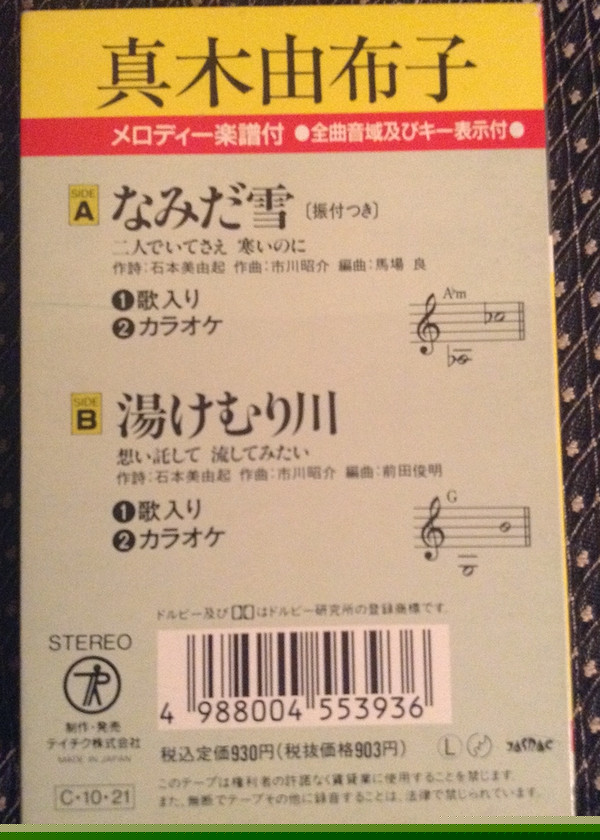 真木由布子
メロディー楽譜付 ●全曲音域及びキー表示付●
SIDE A なみだ雪〔振付つき〕
二人でいてさえ 寒いのに
作詩:石本美由起 作曲:市川昭介 編曲:馬場 良
❶歌入り
❷カラオケ
A♭m
SIDE B 湯けむり川
想い託して 流してみたい
作詩:石本美由起 作曲:市川昭介 編曲:前田俊明
❶歌入り
❷カラオケ
G
ドルビー及びはドルビー研究所の登録商標です。
STEREO
制作・発売
テイチク株式会社
MADE IN JAPAN
C・10・21
4 988004 553936
税込定価930円(税抜価格903円)
L
JASRAC
このテープは権利者の許諾なく賃貸業に使用することを禁じます。
また、無断でテープその他に録音することは、法律で禁じられています。